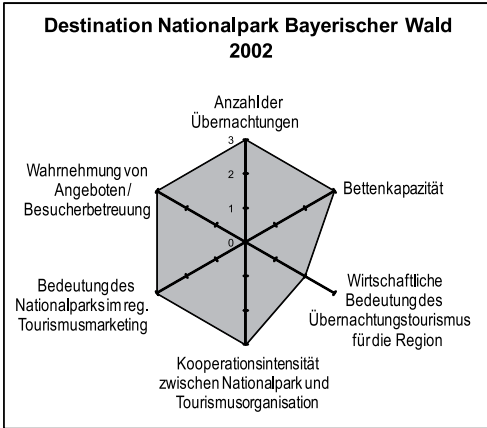 Destination Nationalpark Bayerischer Wald
2002
Anzahl der
Übernachtungen
3
2
1
0
Wahrnehmung von
Angeboten/
Besucherbetreuung
Bettenkapazität
Bedeutung des
Nationalparks im reg.
Tourismusmarketing
Wirtschaftliche
Bedeutung des
Übernachtungstourismus
für die Region
Kooperationsintensität
zwischen Nationalpark und
Tourismusorganisation